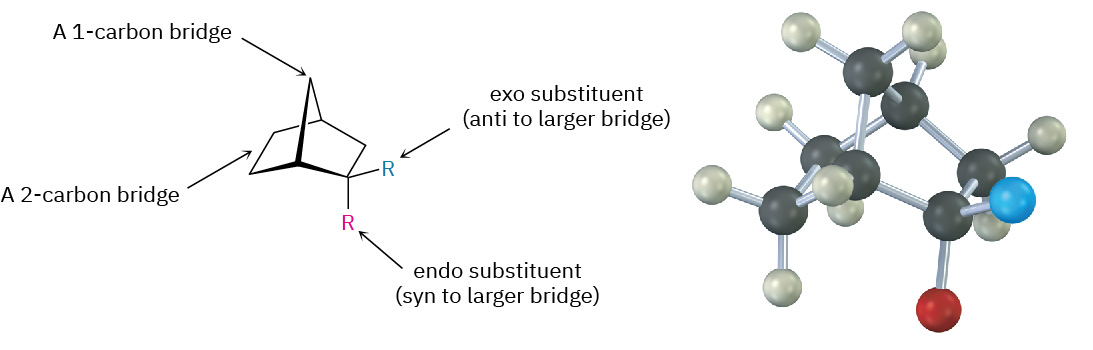 A 1-carbon bridge
exo substituent
(anti to larger bridge)
R
A 2-carbon bridge
R
endo substituent
(syn to larger bridge)